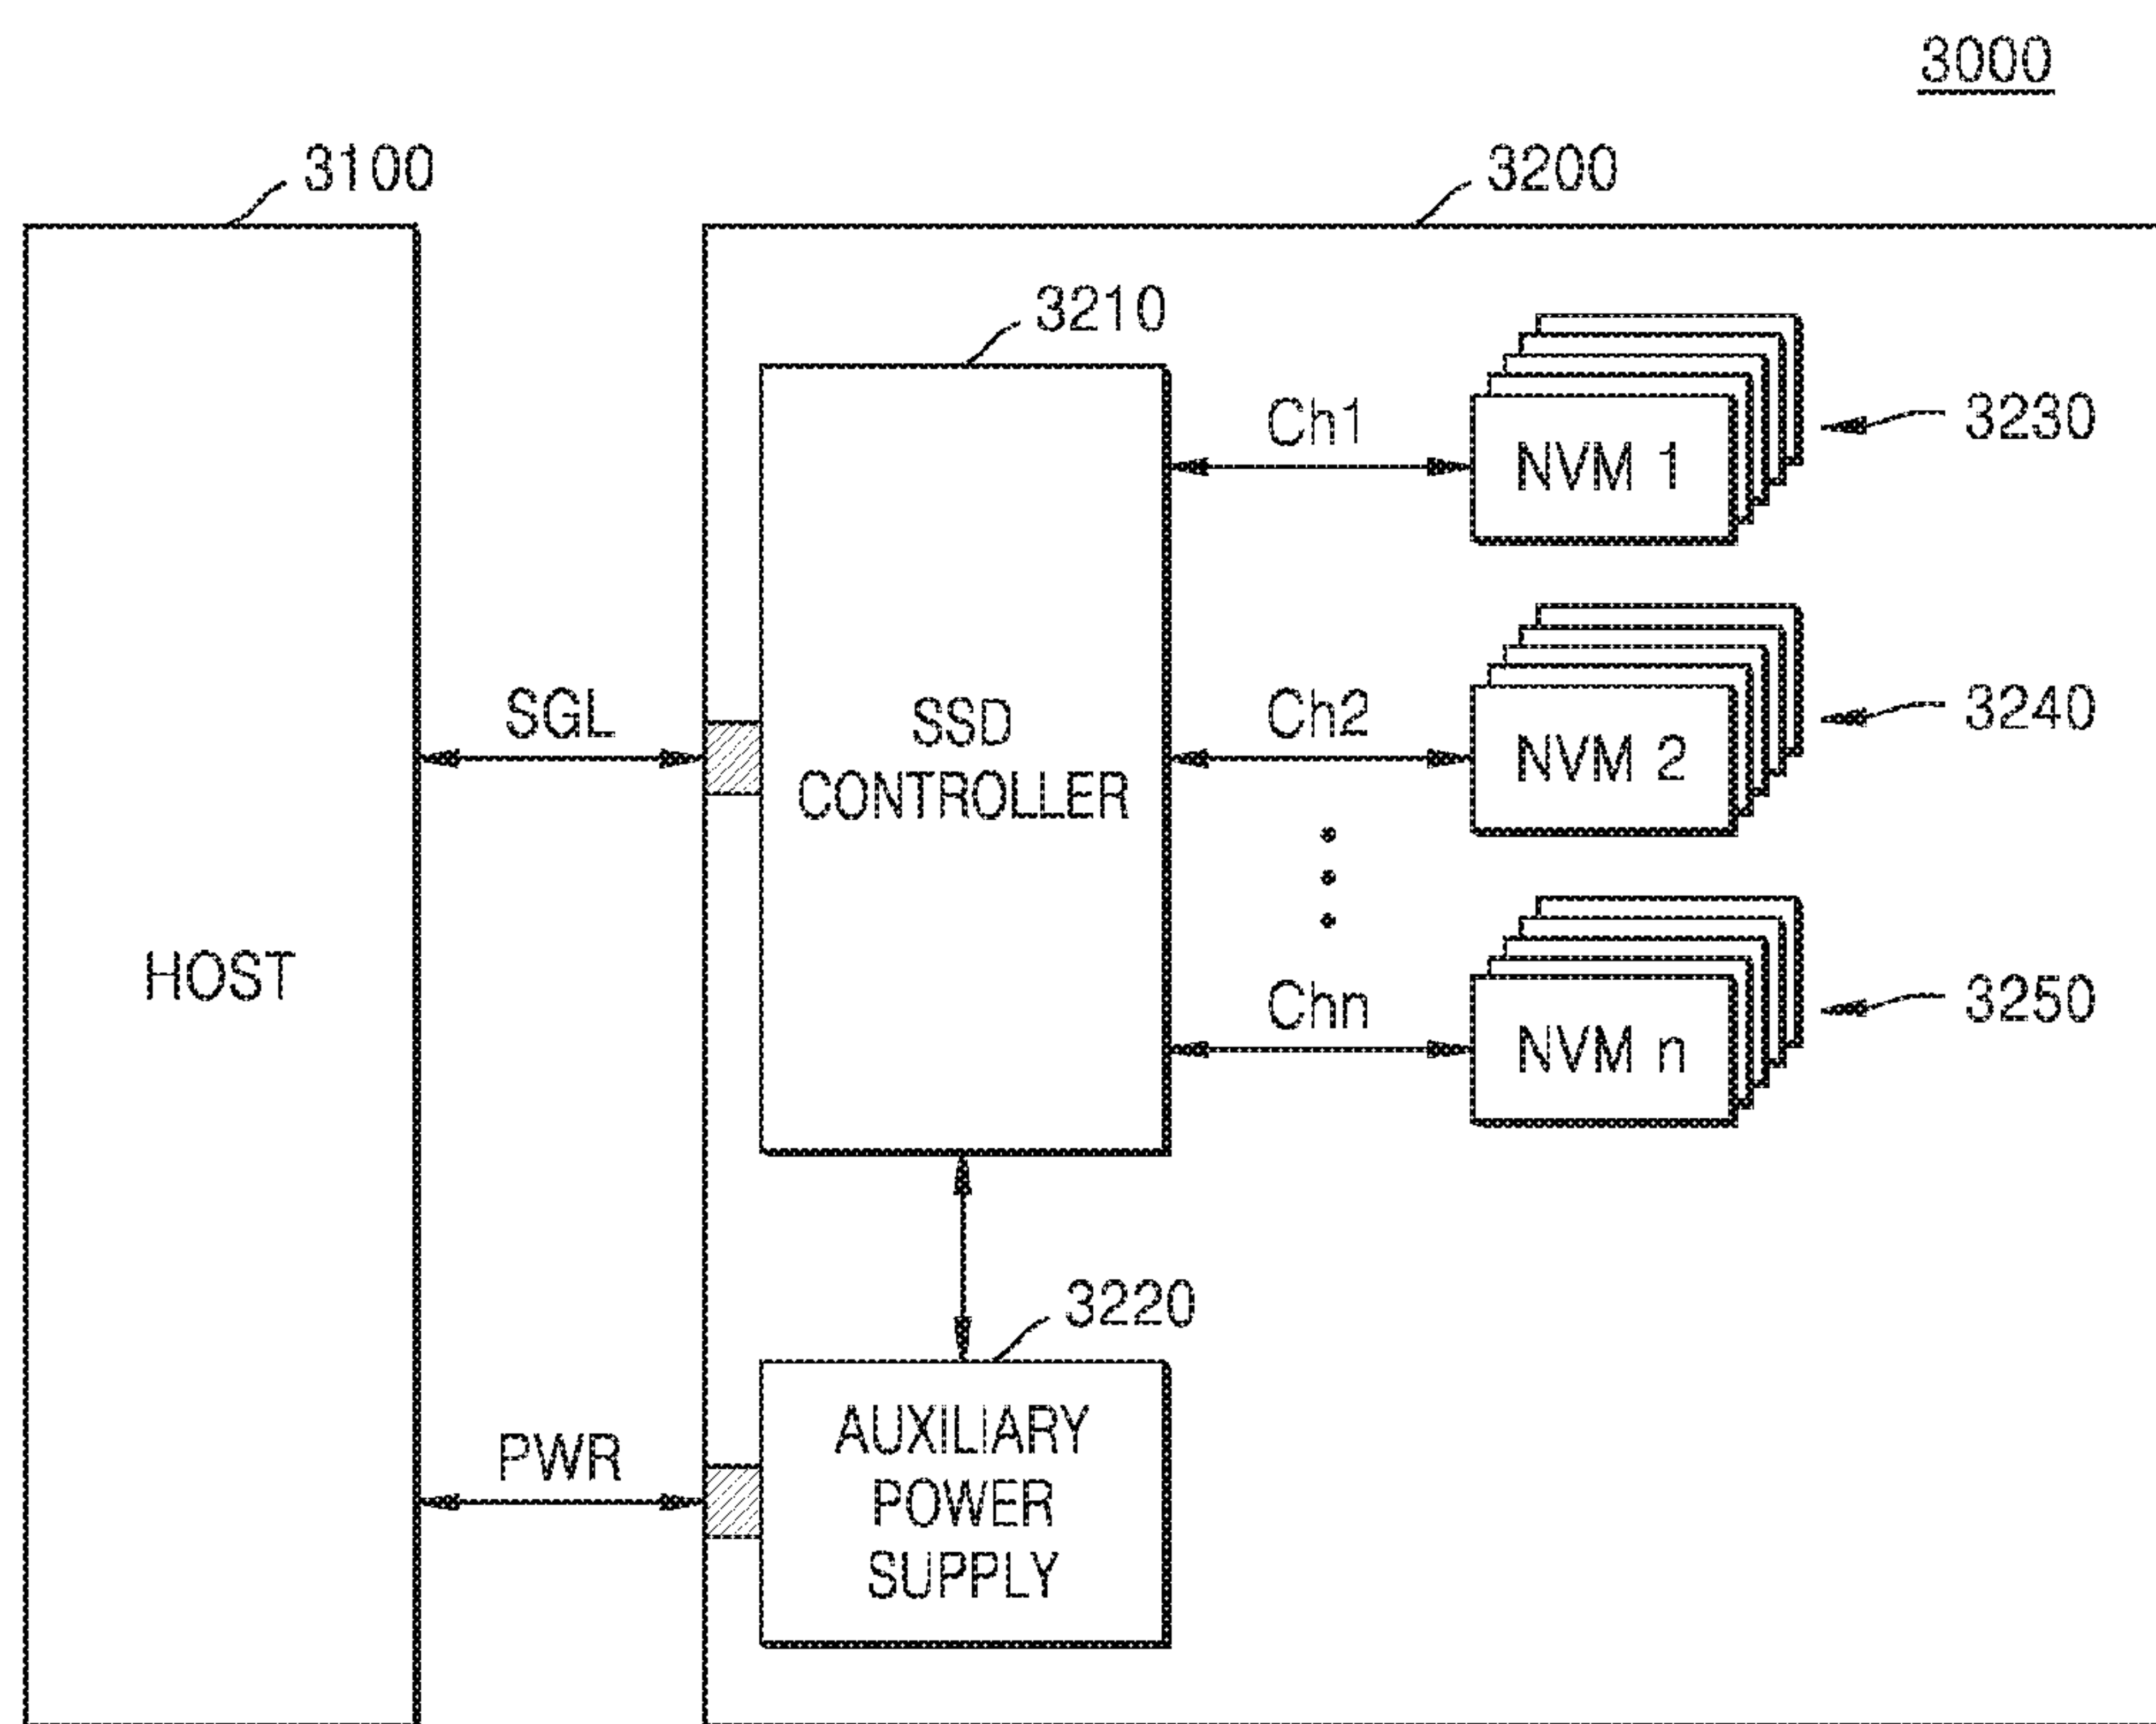 3000
3100
3200
3210
Ch1
NVM 1
3230
SGL
SSD
CONTROLLER
Ch2
NVM 2
3240
HOST
Chn
NVM n
3250
3220
PWR
AUXILIARY
POWER
SUPPLY